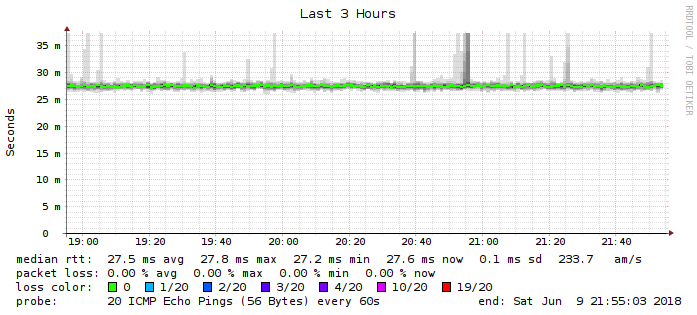 Last 3 Hours
RRDTOOL / TOBI OETIKER
Seconds
35 m
30 m
25 m
20 m
15 m
10 m
5 m
0
19:00 19:20 19:40 20:00 20:20 20:40 21:00 21:20 21:40
median rtt: 27.5 ms avg 27.8 ms max 27.2 ms min 27.6 ms now 0.1 ms sd 233.7 am/s
packet loss: 0.00 % avg 0.00 % max 0.00 % min 0.00 % now
loss color: 0 1/20 2/20 3/20 4/20 10/20 19/20
probe: 20 ICMP Echo Pings (56 Bytes) every 60s end: Sat Jun 9 21:55:03 2018